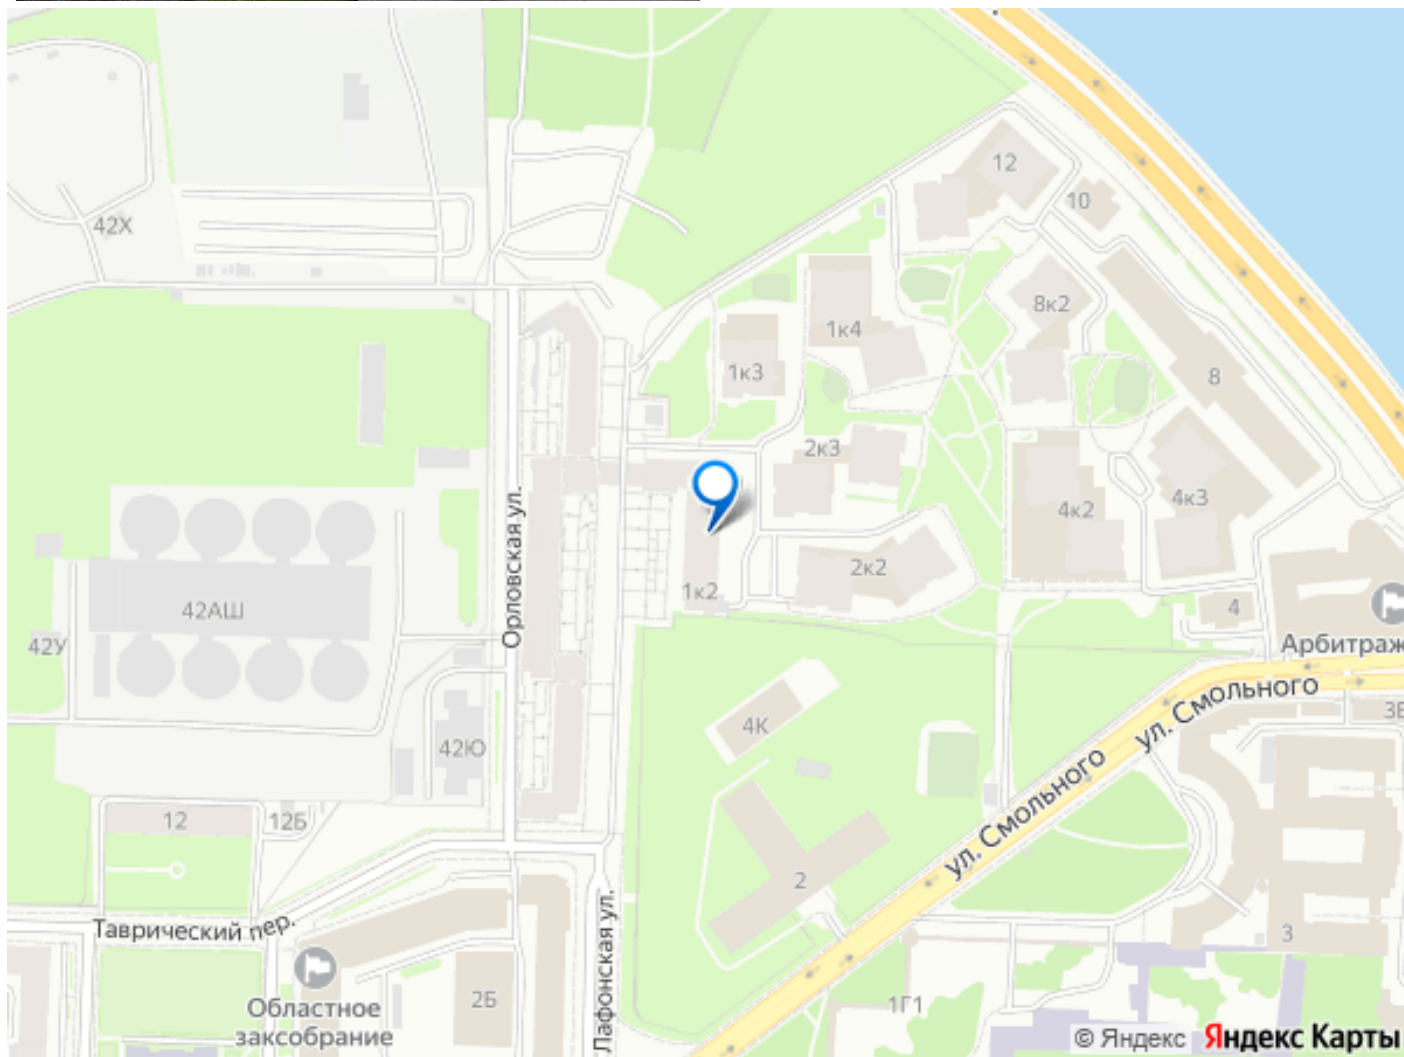 12
10
42Х
8к2
1к4
1к3
8
2к3
4к3
4к2
Орловская ул.
2к2
1к2
42АШ
4
42У
Арбитраж
ул. Смольного
3Е
4К
42Ю
ул. Смольного
12
12Б
2
Таврический пер.
3
Лафонская ул.
2Б
1Г1
Областное
заксобрание
© Яндекс Яндекс Карты